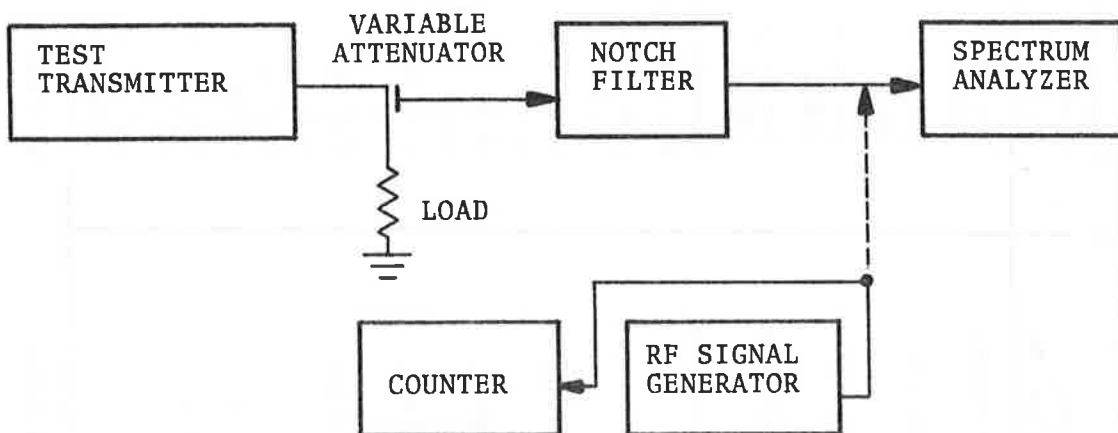 TEST
TRANSMITTER
VARIABLE
ATTENUATOR
NOTCH
FILTER
SPECTRUM
ANALYZER
LOAD
COUNTER
RF SIGNAL
GENERATOR